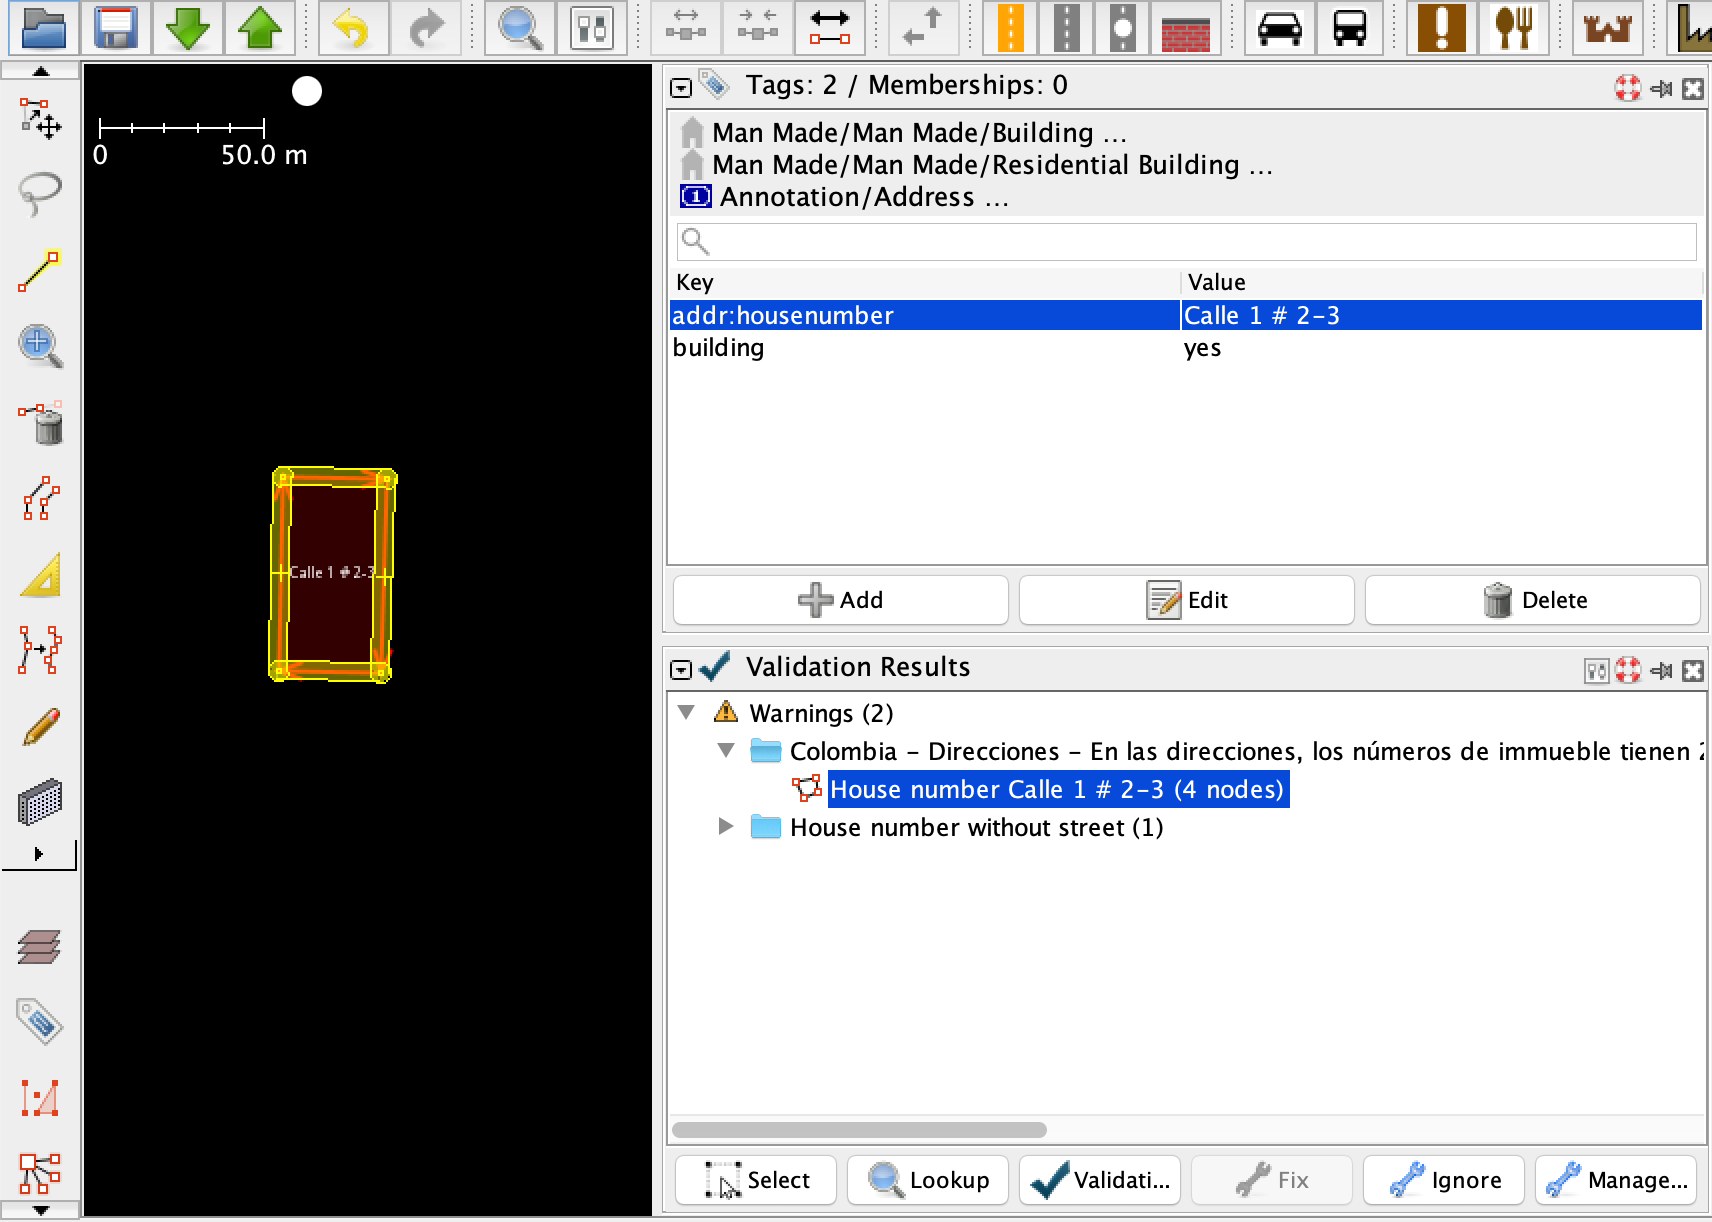 0
50.0 m
Calle 1 # 2-3
Tags: 2 / Memberships: 0
Man Made/Man Made/Building ...
Man Made/Man Made/Residential Building ...
1 Annotation/Address ...
Key Value
addr:housenumber Calle 1 # 2-3
building yes
Add Edit Delete
Validation Results
Warnings (2)
Colombia - Direcciones - En las direcciones, los números de immueble tienen
House number Calle 1 # 2-3 (4 nodes)
House number without street (1)
Select Lookup Validati... Fix Ignore Manage...